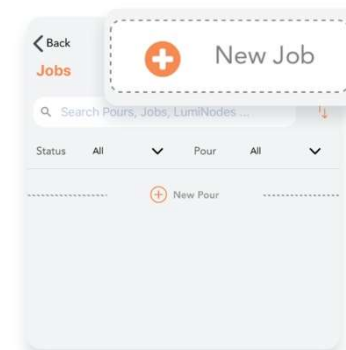 Back
New Job
Jobs
Search Pours, Jobs, LumiNodes ...
Status All Pour All
New Pour